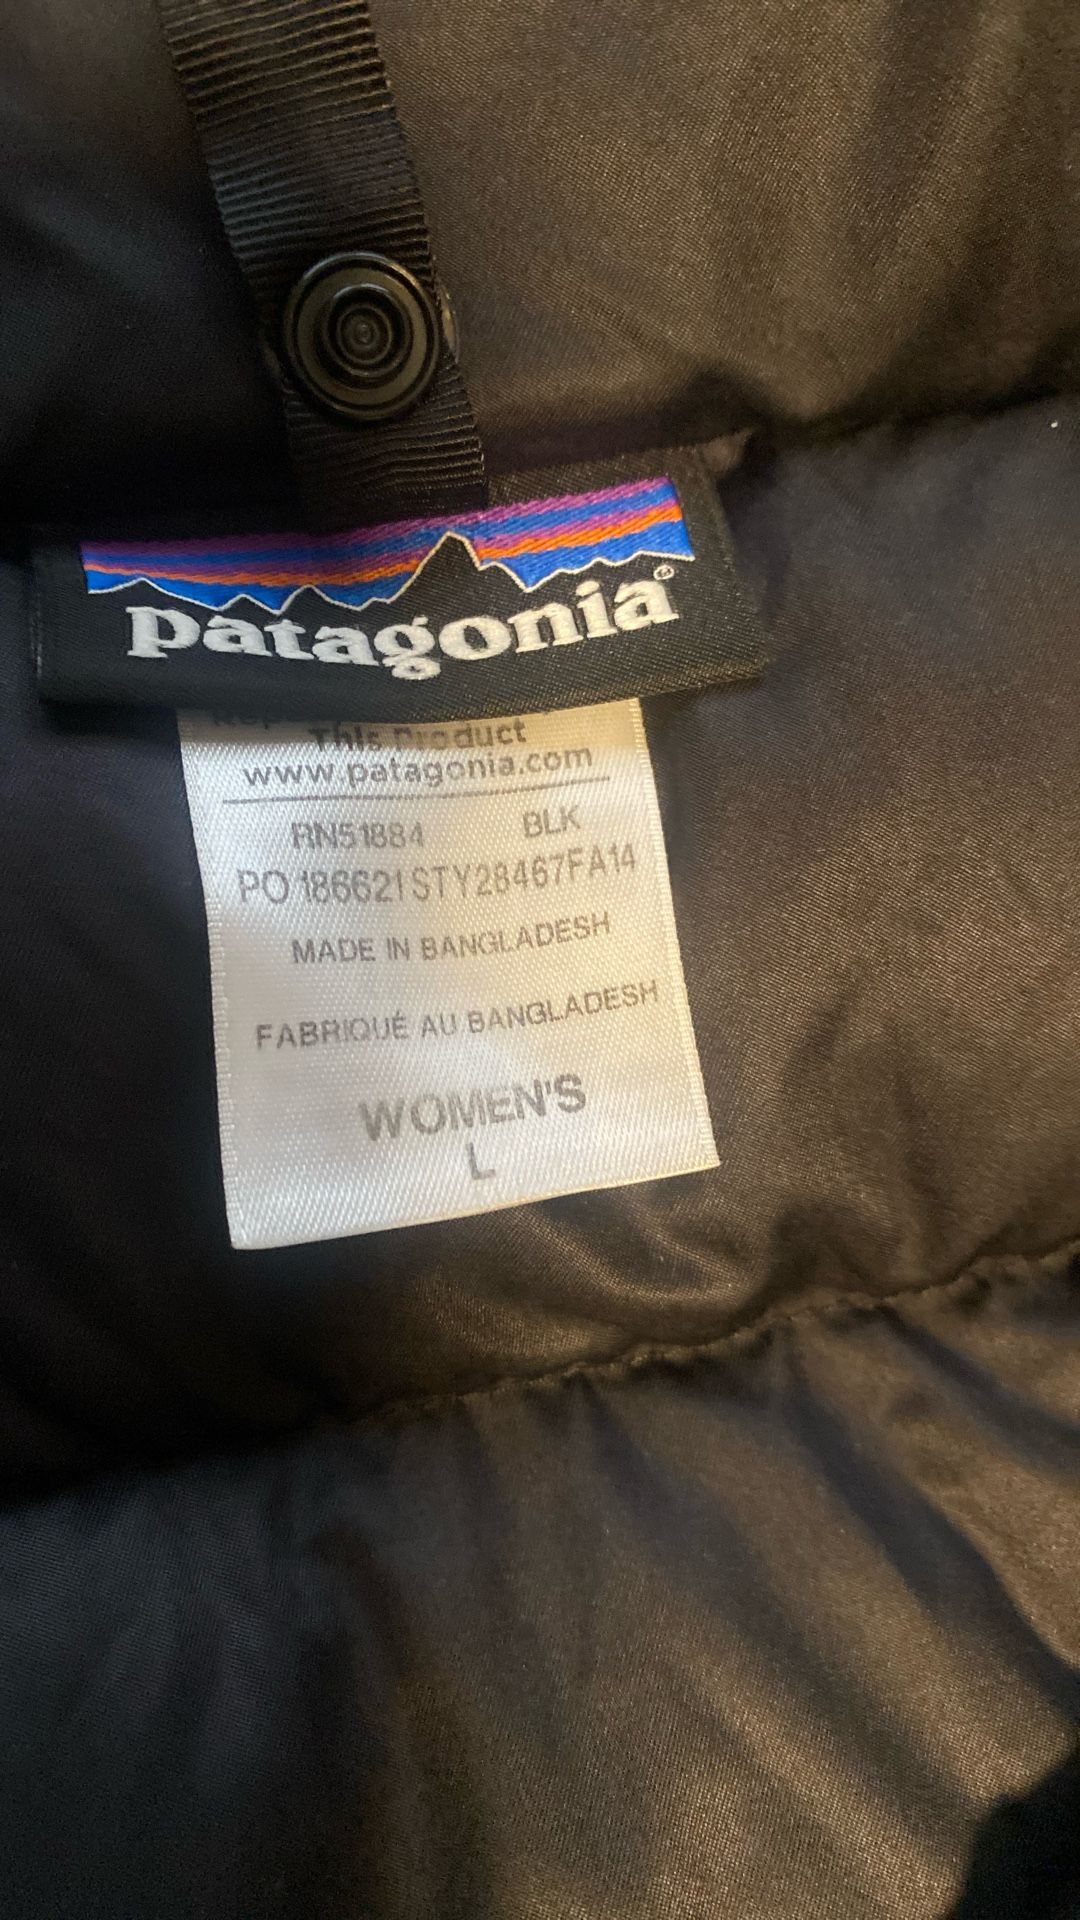 patagonia®
This Product
www.patagonia.com
RN51884 BLK
PO 186621 STY28467FA14
MADE IN BANGLADESH
FABRIQUÉ AU BANGLADESH
WOMEN'S
L